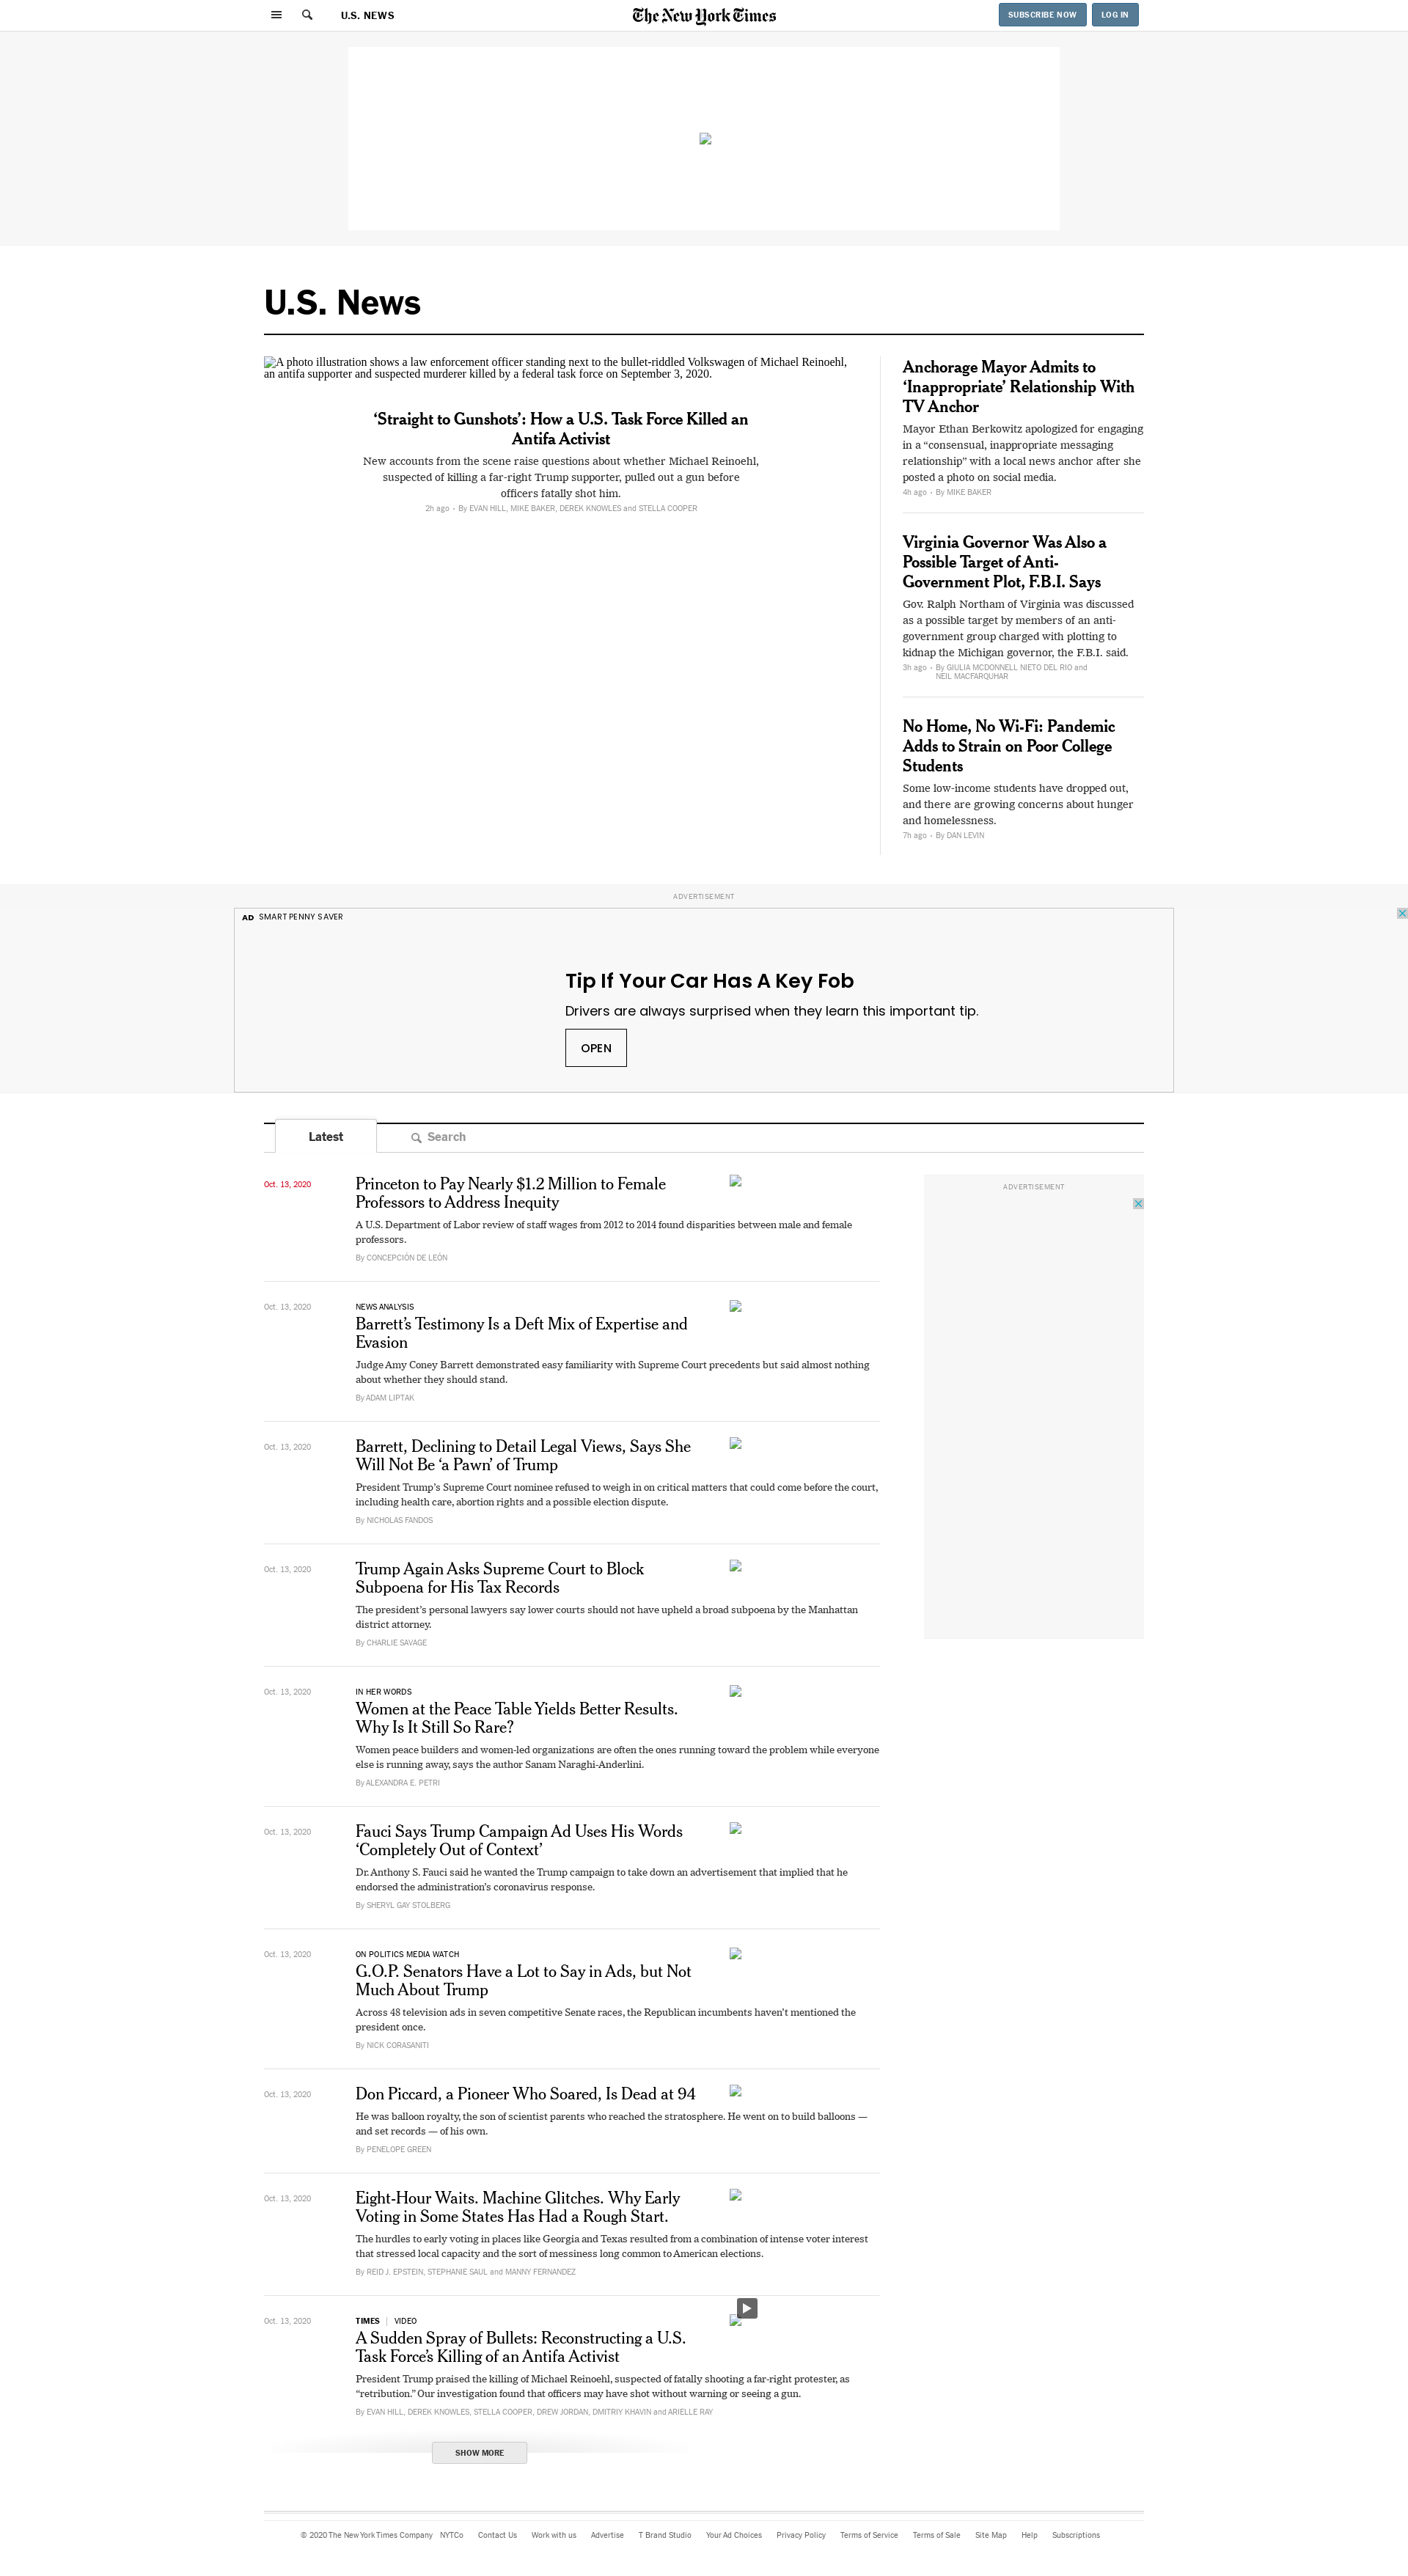 U.S. NEWS
The New York Times
SUBSCRIBE NOW
LOG IN
U.S. News
A photo illustration shows a law enforcement officer standing next to the bullet-riddled Volkswagen of Michael Reinoehl,
an antifa supporter and suspected murderer killed by a federal task force on September 3, 2020.
‘Straight to Gunshots’: How a U.S. Task Force Killed an
Antifa Activist
New accounts from the scene raise questions about whether Michael Reinoehl,
suspected of killing a far-right Trump supporter, pulled out a gun before
officers fatally shot him.
2h ago • By EVAN HILL, MIKE BAKER, DEREK KNOWLES and STELLA COOPER
Anchorage Mayor Admits to
‘Inappropriate’ Relationship With
TV Anchor
Mayor Ethan Berkowitz apologized for engaging
in a “consensual, inappropriate messaging
relationship” with a local news anchor after she
posted a photo on social media.
4h ago • By MIKE BAKER
Virginia Governor Was Also a
Possible Target of Anti-
Government Plot, F.B.I. Says
Gov. Ralph Northam of Virginia was discussed
as a possible target by members of an anti-
government group charged with plotting to
kidnap the Michigan governor, the F.B.I. said.
3h ago • By GIULIA MCDONNELL NIETO DEL RIO and
NEIL MACFARQUHAR
No Home, No Wi-Fi: Pandemic
Adds to Strain on Poor College
Students
Some low-income students have dropped out,
and there are growing concerns about hunger
and homelessness.
7h ago • By DAN LEVIN
ADVERTISEMENT
AD SMART PENNY SAVER
Tip If Your Car Has A Key Fob
Drivers are always surprised when they learn this important tip.
OPEN
Latest
Search
Oct. 13, 2020
Princeton to Pay Nearly $1.2 Million to Female
Professors to Address Inequity
A U.S. Department of Labor review of staff wages from 2012 to 2014 found disparities between male and female
professors.
By CONCEPCIÓN DE LEÓN
ADVERTISEMENT
Oct. 13, 2020
NEWS ANALYSIS
Barrett’s Testimony Is a Deft Mix of Expertise and
Evasion
Judge Amy Coney Barrett demonstrated easy familiarity with Supreme Court precedents but said almost nothing
about whether they should stand.
By ADAM LIPTAK
Oct. 13, 2020
Barrett, Declining to Detail Legal Views, Says She
Will Not Be ‘a Pawn’ of Trump
President Trump’s Supreme Court nominee refused to weigh in on critical matters that could come before the court,
including health care, abortion rights and a possible election dispute.
By NICHOLAS FANDOS
Oct. 13, 2020
Trump Again Asks Supreme Court to Block
Subpoena for His Tax Records
The president’s personal lawyers say lower courts should not have upheld a broad subpoena by the Manhattan
district attorney.
By CHARLIE SAVAGE
Oct. 13, 2020
IN HER WORDS
Women at the Peace Table Yields Better Results.
Why Is It Still So Rare?
Women peace builders and women-led organizations are often the ones running toward the problem while everyone
else is running away, says the author Sanam Naraghi-Anderlini.
By ALEXANDRA E. PETRI
Oct. 13, 2020
Fauci Says Trump Campaign Ad Uses His Words
‘Completely Out of Context’
Dr. Anthony S. Fauci said he wanted the Trump campaign to take down an advertisement that implied that he
endorsed the administration’s coronavirus response.
By SHERYL GAY STOLBERG
Oct. 13, 2020
ON POLITICS MEDIA WATCH
G.O.P. Senators Have a Lot to Say in Ads, but Not
Much About Trump
Across 48 television ads in seven competitive Senate races, the Republican incumbents haven’t mentioned the
president once.
By NICK CORASANITI
Oct. 13, 2020
Don Piccard, a Pioneer Who Soared, Is Dead at 94
He was balloon royalty, the son of scientist parents who reached the stratosphere. He went on to build balloons —
and set records — of his own.
By PENELOPE GREEN
Oct. 13, 2020
Eight-Hour Waits. Machine Glitches. Why Early
Voting in Some States Has Had a Rough Start.
The hurdles to early voting in places like Georgia and Texas resulted from a combination of intense voter interest
that stressed local capacity and the sort of messiness long common to American elections.
By REID J. EPSTEIN, STEPHANIE SAUL and MANNY FERNANDEZ
Oct. 13, 2020
TIMES | VIDEO
A Sudden Spray of Bullets: Reconstructing a U.S.
Task Force’s Killing of an Antifa Activist
President Trump praised the killing of Michael Reinoehl, suspected of fatally shooting a far-right protester, as
“retribution.” Our investigation found that officers may have shot without warning or seeing a gun.
By EVAN HILL, DEREK KNOWLES, STELLA COOPER, DREW JORDAN, DMITRIY KHAVIN and ARIELLE RAY
SHOW MORE
© 2020 The New York Times Company NYTCo Contact Us Work with us Advertise T Brand Studio Your Ad Choices Privacy Policy Terms of Service Terms of Sale Site Map Help Subscriptions